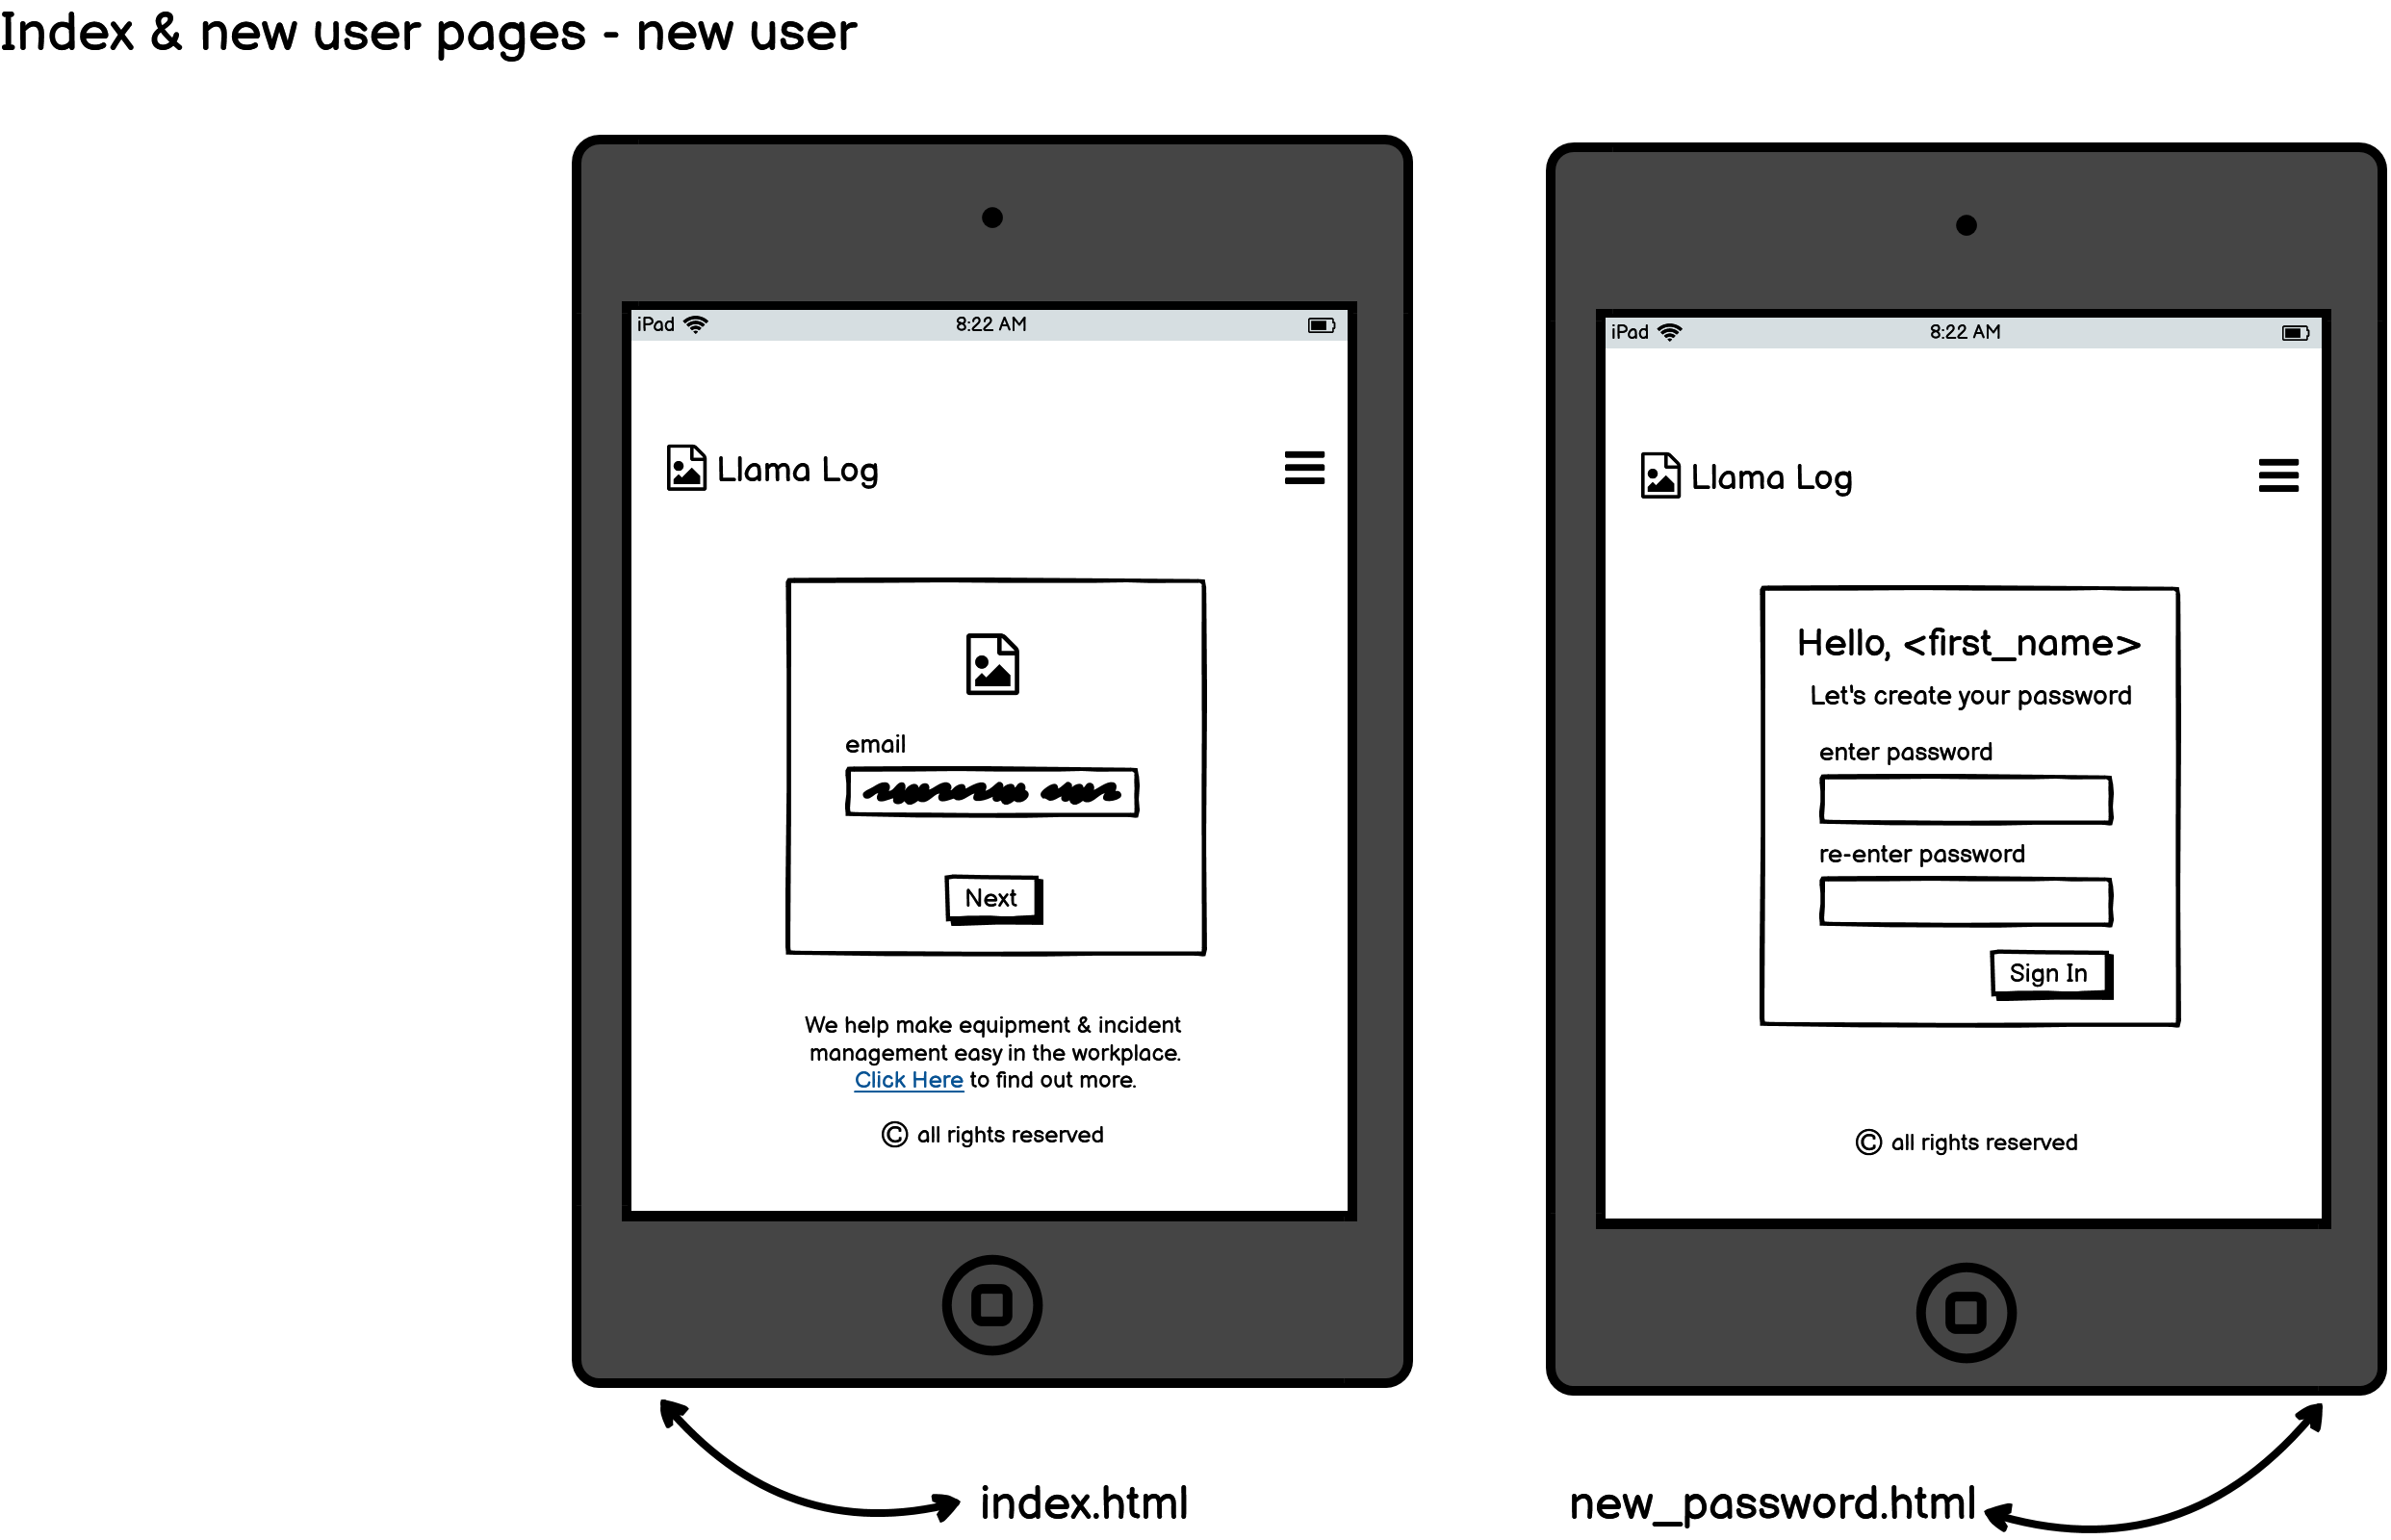 Index & new user pages - new user
iPad
8:22 AM
Llama Log
email
Next
We help make equipment & incident
management easy in the workplace.
Click Here to find out more.
© all rights reserved
index.html
iPad
8:22 AM
Llama Log
Hello, <first_name>
Let's create your password
enter password
re-enter password
Sign In
© all rights reserved
new_password.html